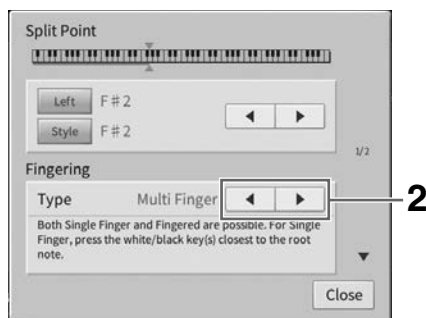 Split Point
Left F#2
Style F#2
1/2
Fingering
Type Multi Finger
2
Both Single Finger and Fingered are possible. For Single
Finger, press the white/black key(s) closest to the root
note.
Close